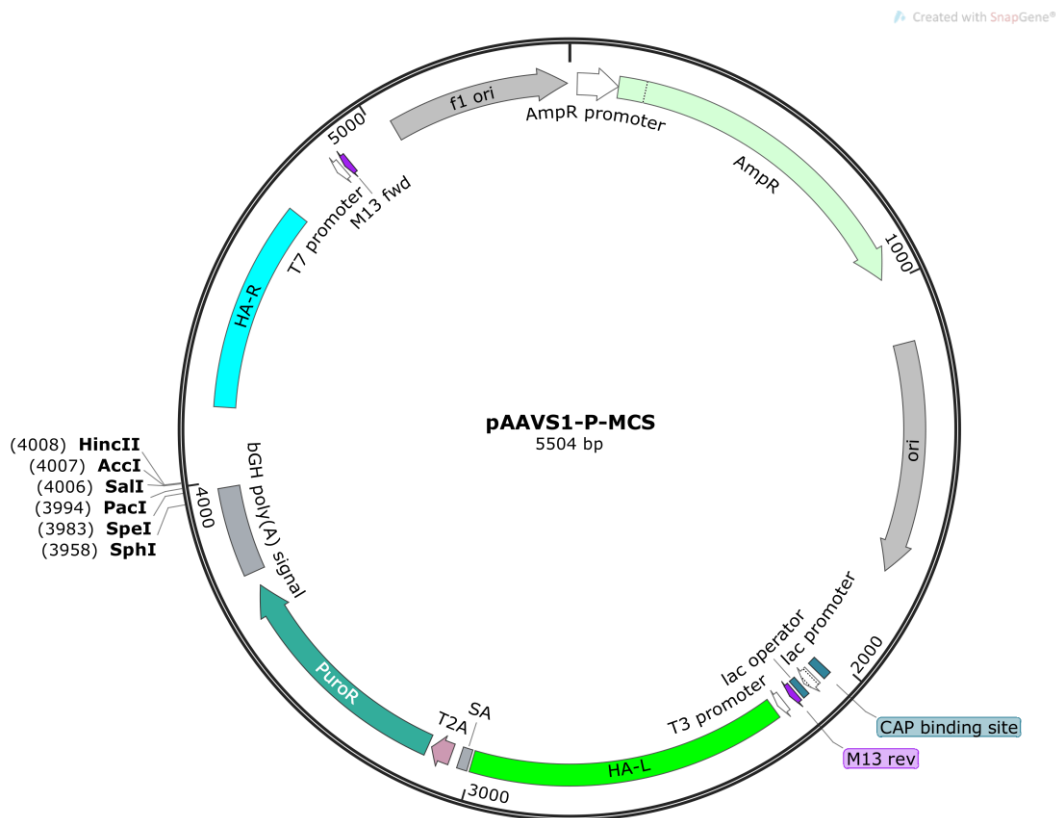 Created with SnapGene®
f1 ori
AmpR promoter
AmpR
5000
M13 fwd
T7 promoter
1000
HA-R
pAAVS1-P-MCS
5504 bp
ori
(4008) HincII
(4007) AccI
(4006) SalI
(3994) PacI
(3983) SpeI
(3958) SphI
4000
bGH poly(A) signal
PuroR
T2A
SA
3000
HA-L
T3 promoter
lac operator
lac promoter
2000
CAP binding site
M13 rev